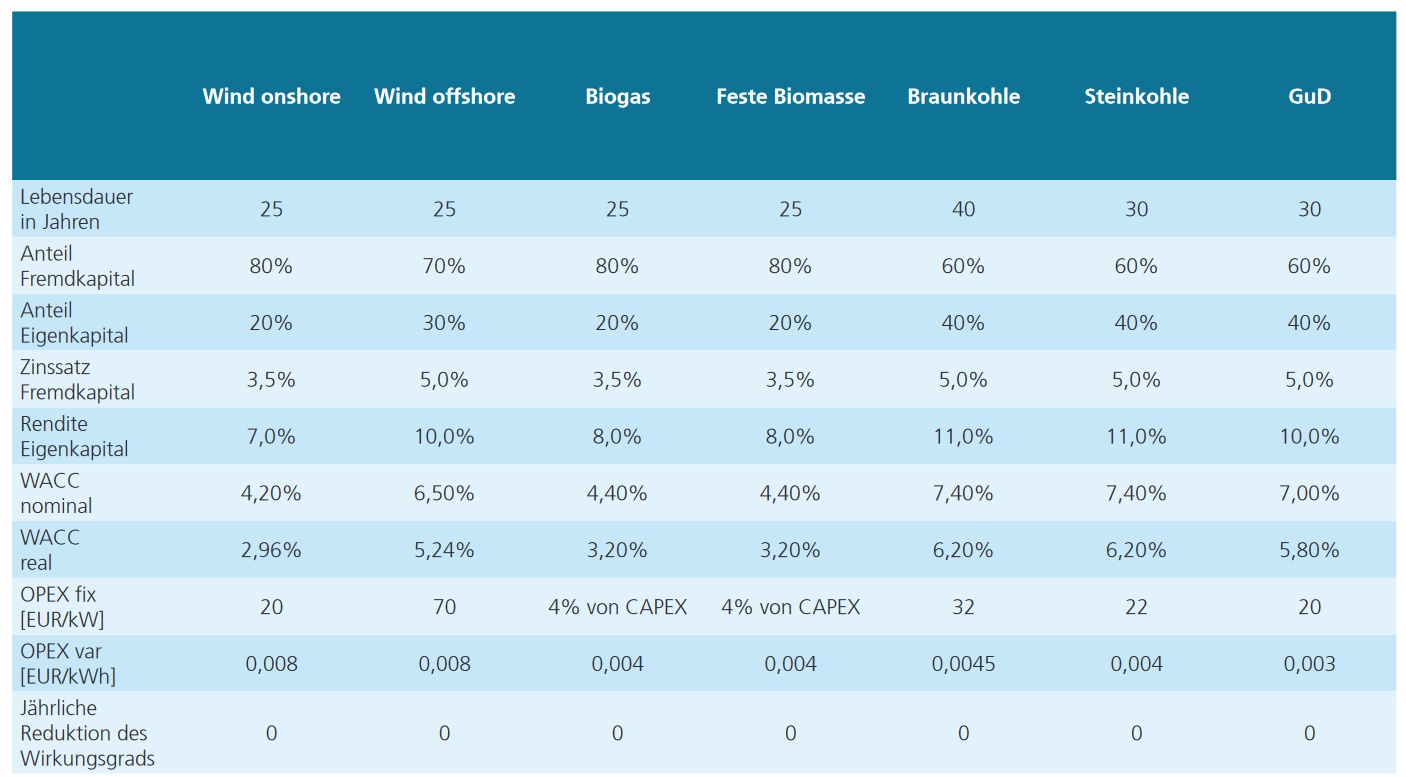 Wind onshore Wind offshore Biogas Feste Biomasse Braunkohle Steinkohle GuD
Lebensdauer
in Jahren 25 25 25 25 40 30 30
Anteil
Fremdkapital 80% 70% 80% 80% 60% 60% 60%
Anteil
Eigenkapital 20% 30% 20% 20% 40% 40% 40%
Zinssatz
Fremdkapital 3,5% 5,0% 3,5% 3,5% 5,0% 5,0% 5,0%
Rendite
Eigenkapital 7,0% 10,0% 8,0% 8,0% 11,0% 11,0% 10,0%
WACC
nominal 4,20% 6,50% 4,40% 4,40% 7,40% 7,40% 7,00%
WACC
real 2,96% 5,24% 3,20% 3,20% 6,20% 6,20% 5,80%
OPEX fix
[EUR/kW] 20 70 4% von CAPEX 4% von CAPEX 32 22 20
OPEX var
[EUR/kWh] 0,008 0,008 0,004 0,004 0,0045 0,004 0,003
Jährliche
Reduktion des 0 0 0 0 0 0 0
Wirkungsgrads